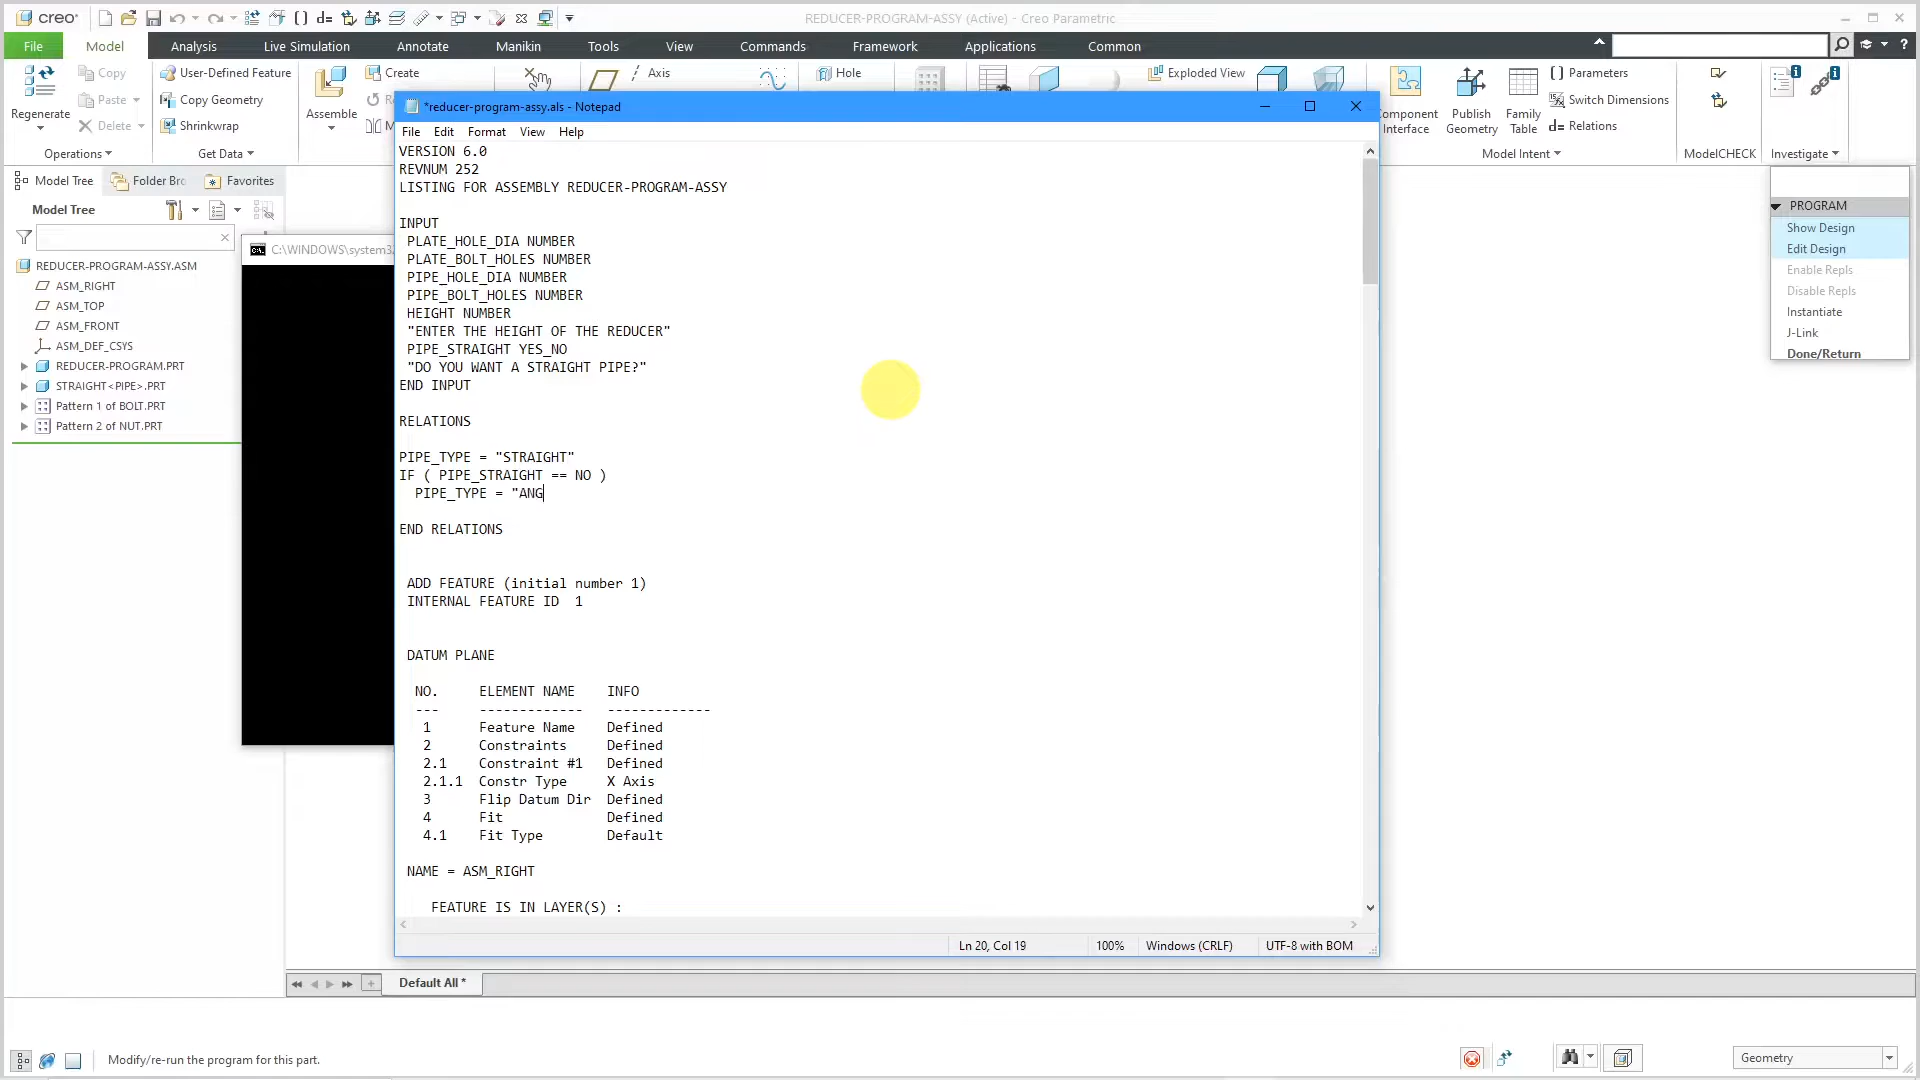 creo
REDUCER-PROGRAM-ASSY (Active) - Creo Parametric
File
Model
Analysis
Live Simulation
Annotate
Manikin
Tools
View
Commands
Framework
Applications
Common
Regenerate
Copy
Paste
Delete
Operations
User-Defined Feature
Copy Geometry
Shrinkwrap
Get Data
Assemble
Create
Axis
Hole
Exploded View
Interface
Publish Geometry
Family Table
Parameters
Switch Dimensions
Relations
Model Intent
ModelCHECK
Investigate
Model Tree
Folder Bro
Favorites
Model Tree
REDUCER-PROGRAM-ASSY.ASM
ASM_RIGHT
ASM_TOP
ASM_FRONT
ASM_DEF_CSYS
REDUCER-PROGRAM.PRT
STRAIGHT<PIPE>.PRT
Pattern 1 of BOLT.PRT
Pattern 2 of NUT.PRT
C:\WINDOWS\system3
*reducer-program-assy.als - Notepad
File Edit Format View Help
VERSION 6.0
REVNUM 252
LISTING FOR ASSEMBLY REDUCER-PROGRAM-ASSY
INPUT
PLATE_HOLE_DIA NUMBER
PLATE_BOLT_HOLES NUMBER
PIPE_HOLE_DIA NUMBER
PIPE_BOLT_HOLES NUMBER
HEIGHT NUMBER
"ENTER THE HEIGHT OF THE REDUCER"
PIPE_STRAIGHT YES_NO
"DO YOU WANT A STRAIGHT PIPE?"
END INPUT
RELATIONS
PIPE_TYPE = "STRAIGHT"
IF ( PIPE_STRAIGHT == NO )
PIPE_TYPE = "ANG
END RELATIONS
ADD FEATURE (initial number 1)
INTERNAL FEATURE ID 1
DATUM PLANE
NO. ELEMENT NAME INFO
--- ------------- -------------
1 Feature Name Defined
2 Constraints Defined
2.1 Constraint #1 Defined
2.1.1 Constr Type X Axis
3 Flip Datum Dir Defined
4 Fit Defined
4.1 Fit Type Default
NAME = ASM_RIGHT
FEATURE IS IN LAYER(S) :
Ln 20, Col 19
100%
Windows (CRLF)
UTF-8 with BOM
PROGRAM
Show Design
Edit Design
Enable Repls
Disable Repls
Instantiate
J-Link
Done/Return
Default All *
Modify/re-run the program for this part.
Geometry